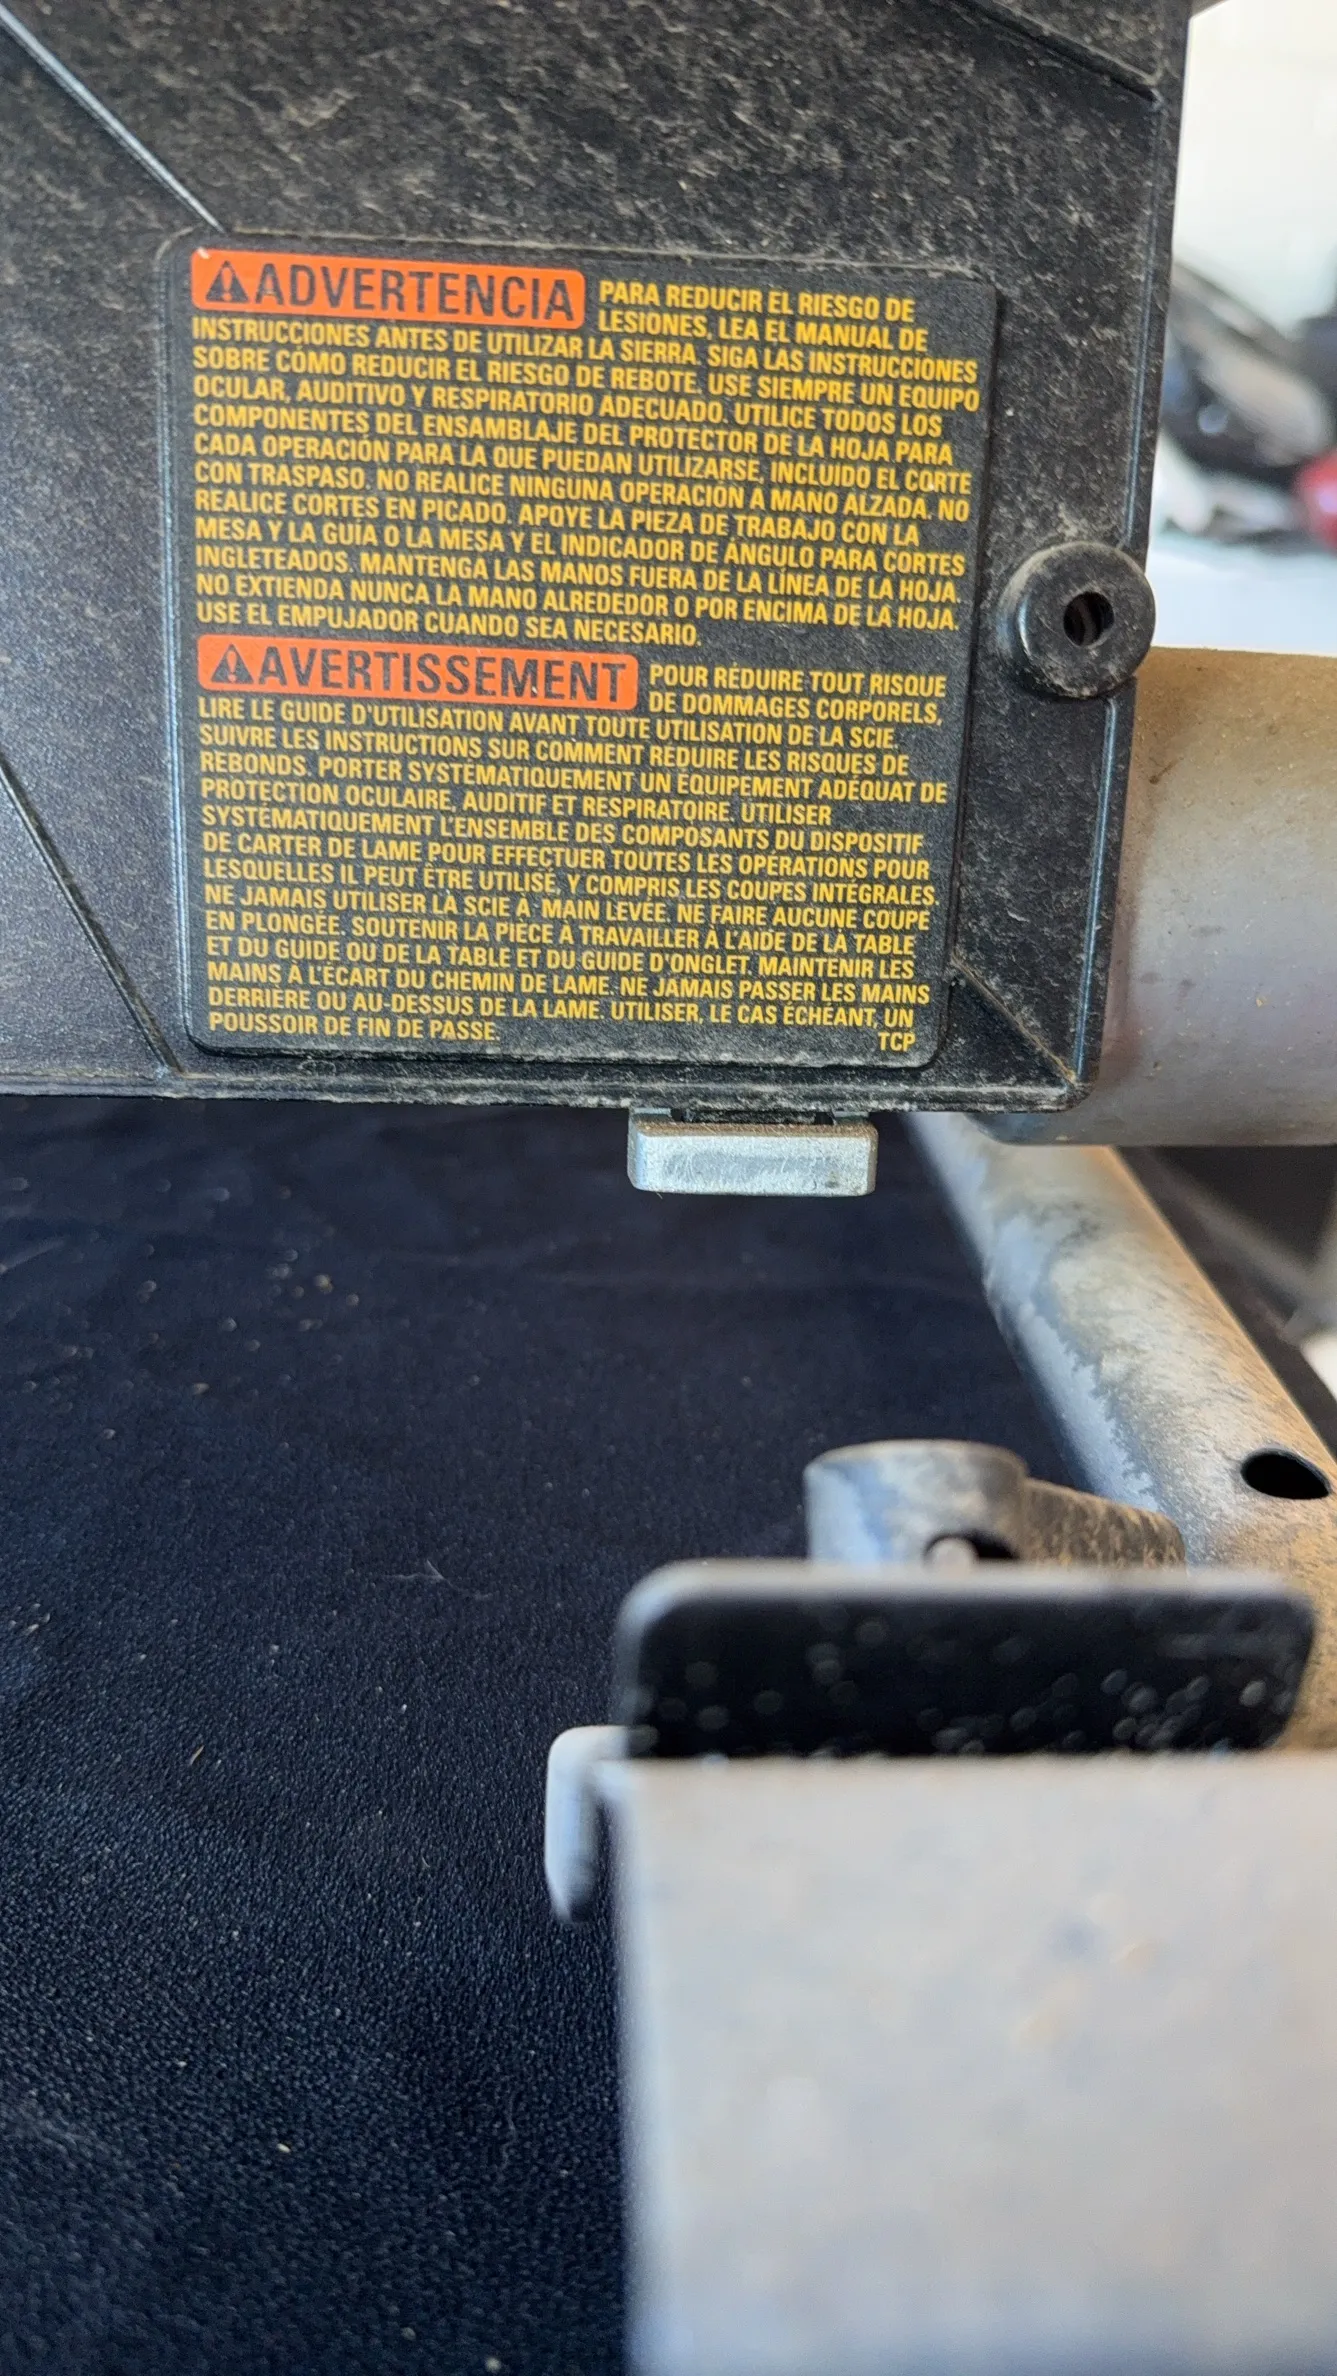 ⚠ADVERTENCIA PARA REDUCIR EL RIESGO DE
LESIONES, LEA EL MANUAL DE
INSTRUCCIONES ANTES DE UTILIZAR LA SIERRA. SIGA LAS INSTRUCCIONES
SOBRE CÓMO REDUCIR EL RIESGO DE REBOTE. USE SIEMPRE UN EQUIPO
OCULAR, AUDITIVO Y RESPIRATORIO ADECUADO. UTILICE TODOS LOS
COMPONENTES DEL ENSAMBLAJE DEL PROTECTOR DE LA HOJA PARA
CADA OPERACIÓN PARA LA QUE PUEDAN UTILIZARSE, INCLUIDO EL CORTE
CON TRASPASO. NO REALICE NINGUNA OPERACIÓN A MANO ALZADA. NO
REALICE CORTES EN PICADO. APOYE LA PIEZA DE TRABAJO CON LA
MESA Y LA GUÍA O LA MESA Y EL INDICADOR DE ÁNGULO PARA CORTES
INGLETEADOS. MANTENGA LAS MANOS FUERA DE LA LÍNEA DE LA HOJA.
NO EXTIENDA NUNCA LA MANO ALREDEDOR O POR ENCIMA DE LA HOJA.
USE EL EMPUJADOR CUANDO SEA NECESARIO.
⚠AVERTISSEMENT POUR RÉDUIRE TOUT RISQUE
DE DOMMAGES CORPORELS,
LIRE LE GUIDE D'UTILISATION AVANT TOUTE UTILISATION DE LA SCIE.
SUIVRE LES INSTRUCTIONS SUR COMMENT RÉDUIRE LES RISQUES DE
REBONDS. PORTER SYSTÉMATIQUEMENT UN ÉQUIPEMENT ADÉQUAT DE
PROTECTION OCULAIRE, AUDITIF ET RESPIRATOIRE. UTILISER
SYSTÉMATIQUEMENT L'ENSEMBLE DES COMPOSANTS DU DISPOSITIF
DE CARTER DE LAME POUR EFFECTUER TOUTES LES OPÉRATIONS POUR
LESQUELLES IL PEUT ÊTRE UTILISÉ, Y COMPRIS LES COUPES INTÉGRALES.
NE JAMAIS UTILISER LA SCIE À MAIN LEVÉE. NE FAIRE AUCUNE COUPE
EN PLONGÉE. SOUTENIR LA PIÈCE À TRAVAILLER À L'AIDE DE LA TABLE
ET DU GUIDE OU DE LA TABLE ET DU GUIDE D'ONGLET. MAINTENIR LES
MAINS À L'ÉCART DU CHEMIN DE LAME. NE JAMAIS PASSER LES MAINS
DERRIÈRE OU AU-DESSUS DE LA LAME. UTILISER, LE CAS ÉCHÉANT, UN
POUSSOIR DE FIN DE PASSE. TCP